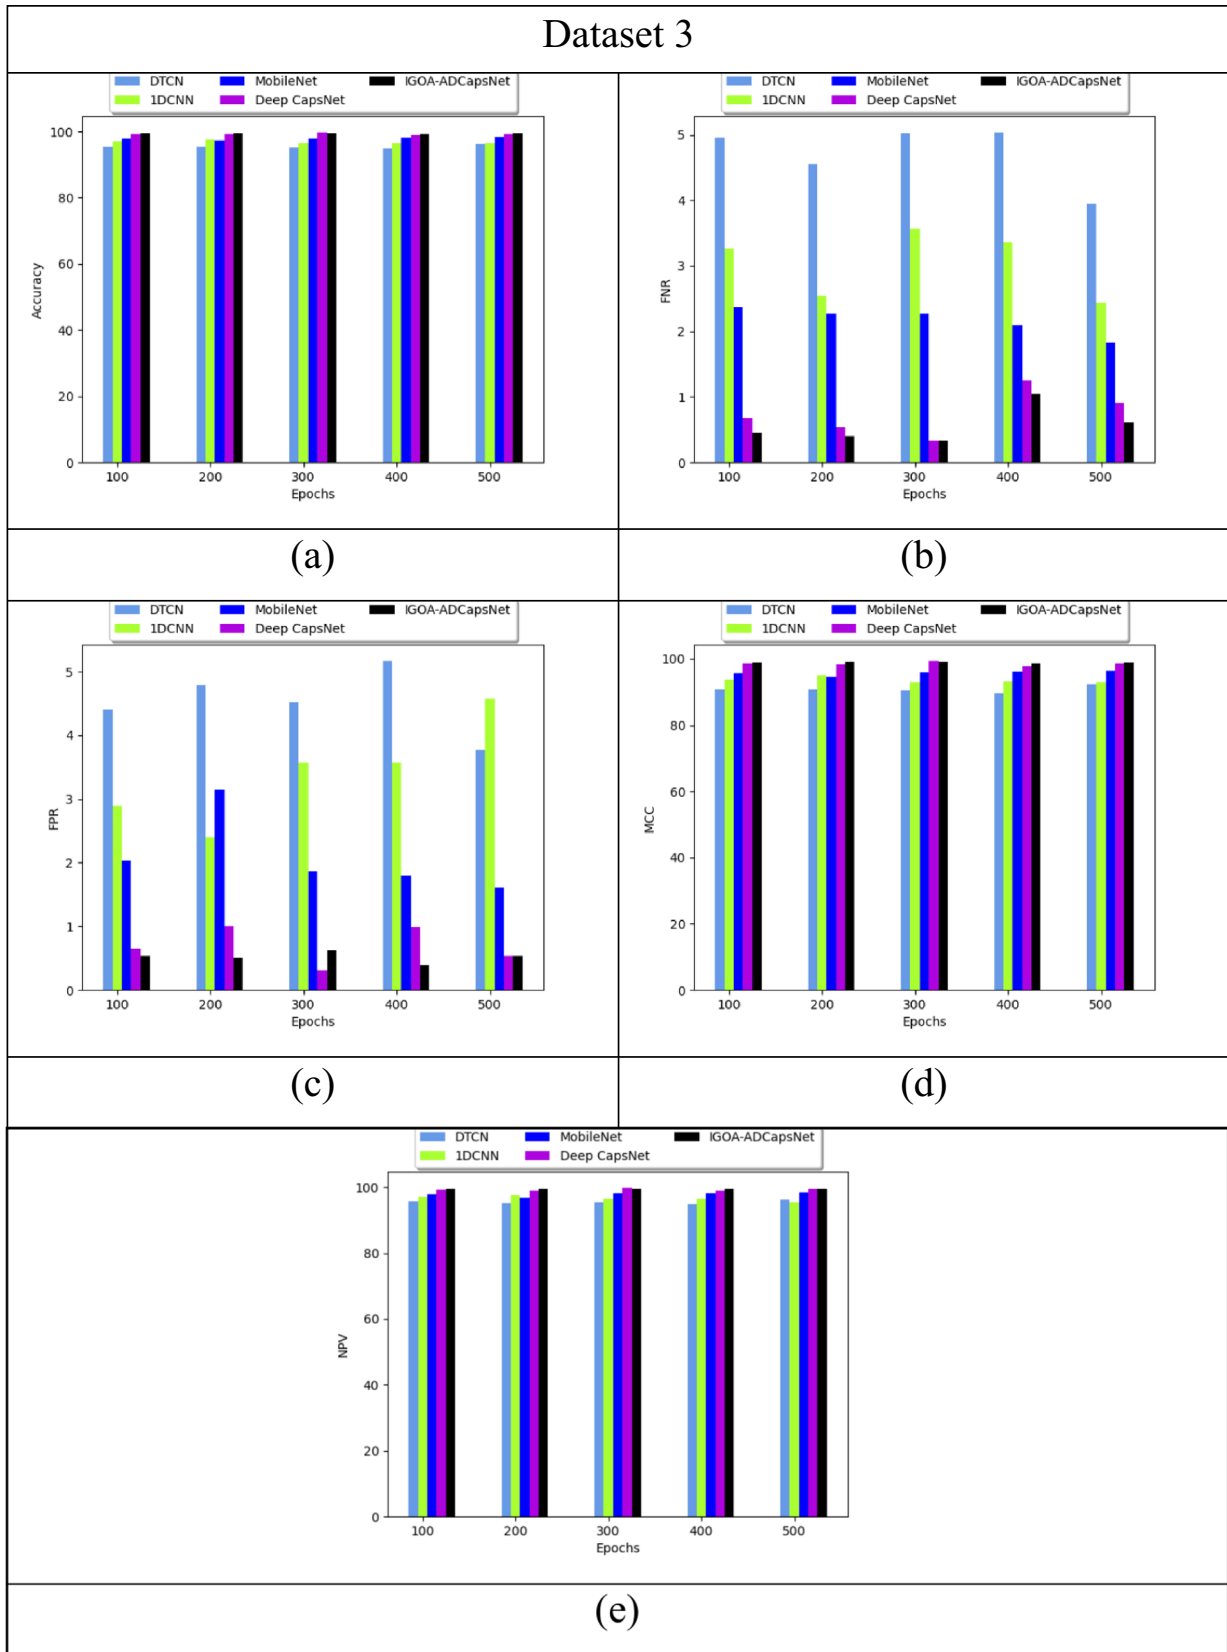 Dataset 3
DTCN MobileNet IGOA-ADCapsNet
1DCNN Deep CapsNet
100
80
60
40
20
0
Accuracy
100 200 300 400 500
Epochs
(a)
DTCN MobileNet IGOA-ADCapsNet
1DCNN Deep CapsNet
5
4
3
2
1
0
FNR
100 200 300 400 500
Epochs
(b)
DTCN MobileNet IGOA-ADCapsNet
1DCNN Deep CapsNet
5
4
3
2
1
0
FPR
100 200 300 400 500
Epochs
(c)
DTCN MobileNet IGOA-ADCapsNet
1DCNN Deep CapsNet
100
80
60
40
20
0
MCC
100 200 300 400 500
Epochs
(d)
DTCN MobileNet IGOA-ADCapsNet
1DCNN Deep CapsNet
100
80
60
40
20
0
NPV
100 200 300 400 500
Epochs
(e)